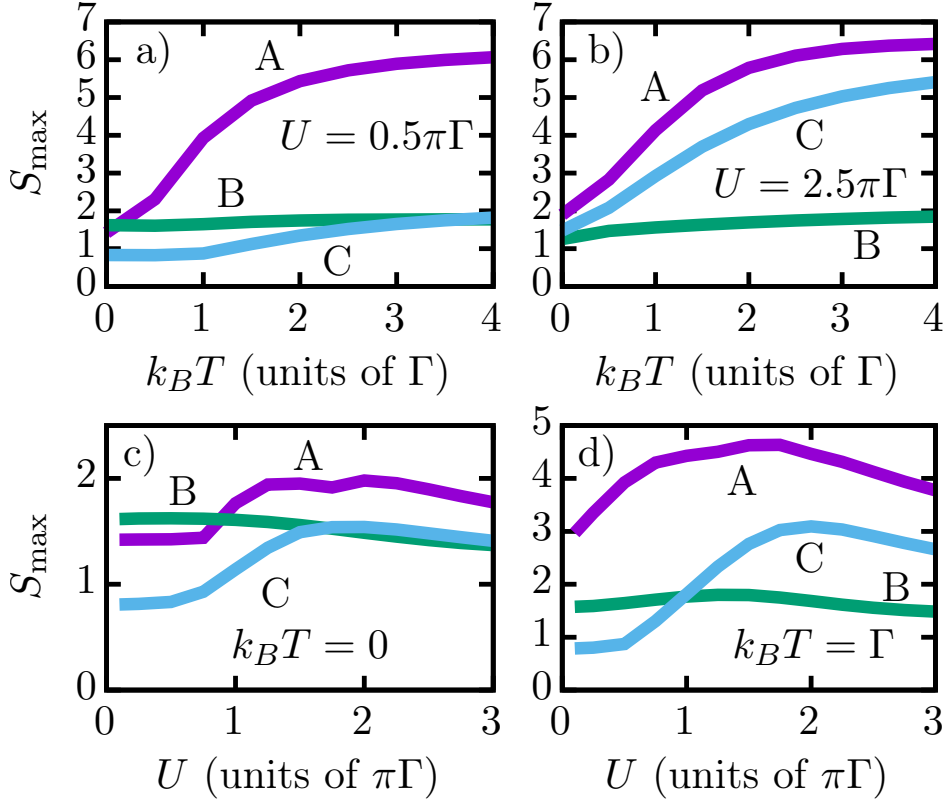 a)
7
6
5
4
3
2
1
0
S_max
A
U = 0.5πΓ
B
C
0 1 2 3 4
k_BT (units of Γ)
b)
7
6
5
4
3
2
1
0
A
C
U = 2.5πΓ
B
0 1 2 3 4
k_BT (units of Γ)
c)
2
1
0
S_max
A
B
C
k_BT = 0
0 1 2 3
U (units of πΓ)
d)
5
4
3
2
1
0
A
C
B
k_BT = Γ
0 1 2 3
U (units of πΓ)